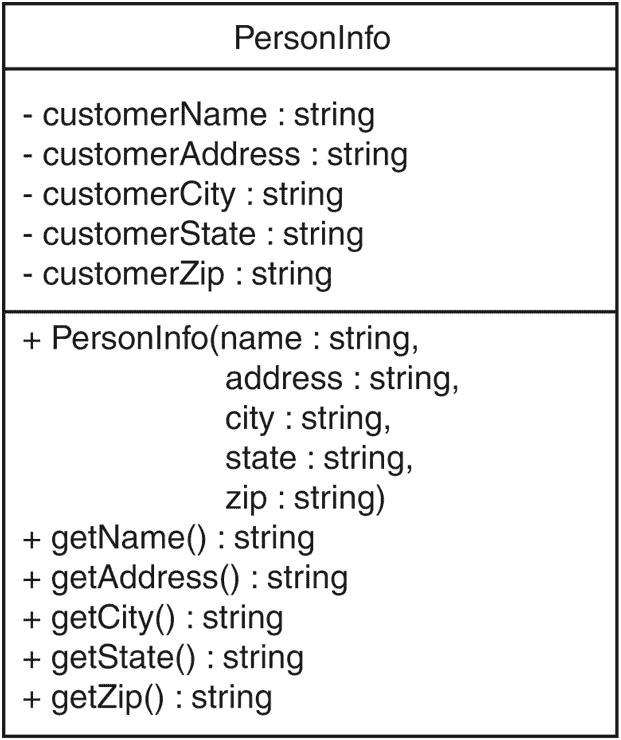 PersonInfo
- customerName : string
- customerAddress : string
- customerCity : string
- customerState : string
- customerZip : string
+ PersonInfo(name : string,
address : string,
city : string,
state : string,
zip : string)
+ getName() : string
+ getAddress() : string
+ getCity() : string
+ getState() : string
+ getZip() : string